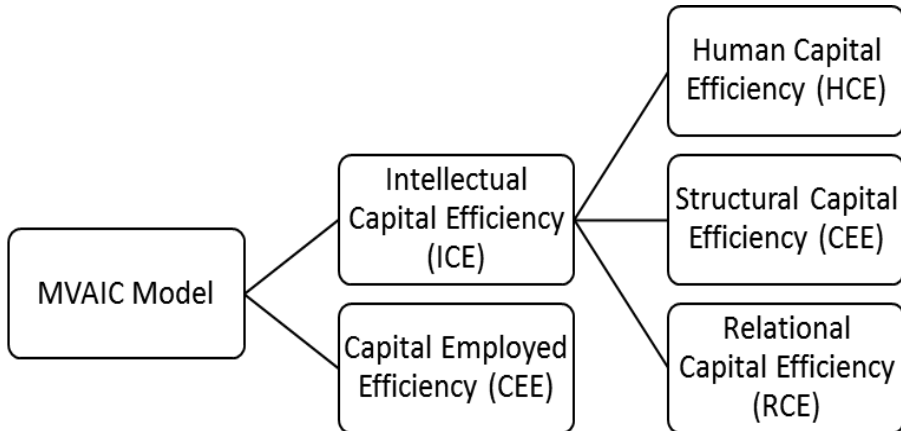 MVAIC Model
Intellectual
Capital Efficiency
(ICE)
Capital Employed
Efficiency (CEE)
Human Capital
Efficiency (HCE)
Structural Capital
Efficiency (CEE)
Relational
Capital Efficiency
(RCE)